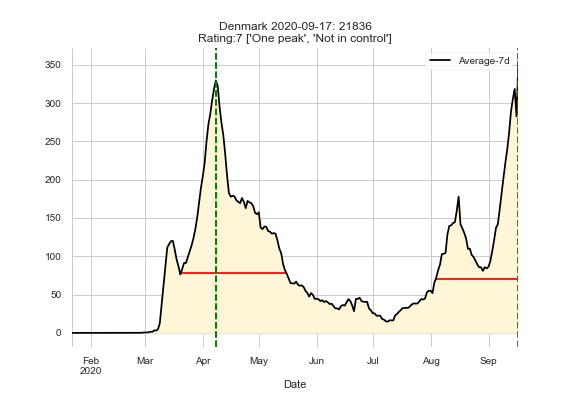 Denmark 2020-09-17: 21836
Rating:7 ['One peak', 'Not in control']
Average-7d
350
300
250
200
150
100
50
0
Feb Mar Apr May Jun Jul Aug Sep
2020
Date